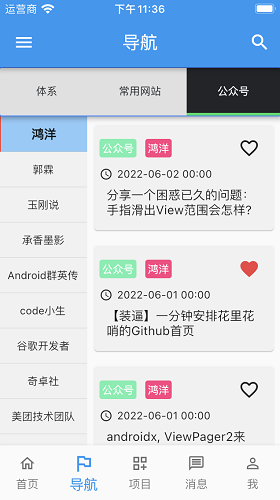 运营商
下午11:36
导航
体系
常用网站
公众号
鸿洋
郭霖
玉刚说
承香墨影
Android群英传
code小生
谷歌开发者
奇卓社
美团技术团队
公众号 鸿洋
2022-06-02 00:00
分享一个困惑已久的问题：
手指滑出View范围会怎样?
公众号 鸿洋
2022-06-01 00:00
【装逼】一分钟安排花里花
哨的Github首页
公众号 鸿洋
2022-06-01 00:00
androidx, ViewPager2来
首页
导航
项目
消息
我